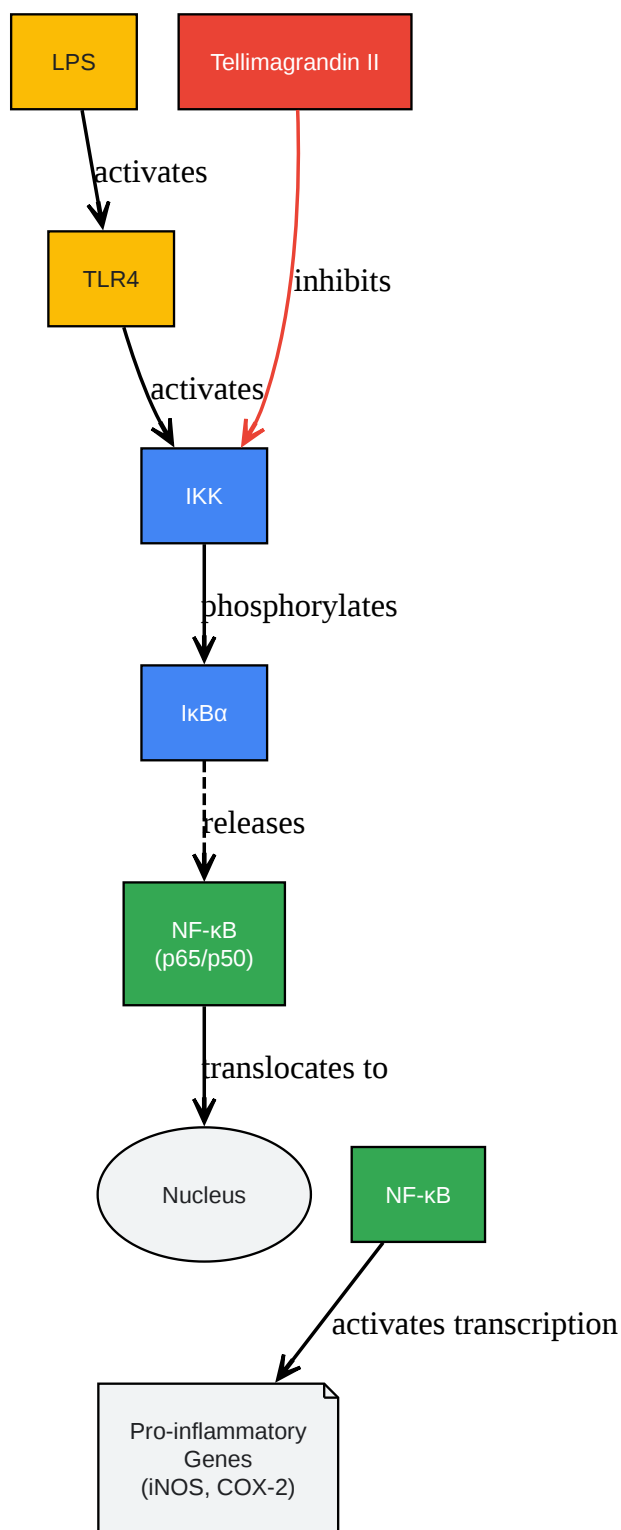 LPS
Tellimagrandin II
activates
TLR4
inhibits
activates
IKK
phosphorylates
IκBα
releases
NF-κB
(p65/p50)
translocates to
Nucleus
NF-κB
activates transcription
Pro-inflammatory
Genes
(iNOS, COX-2)